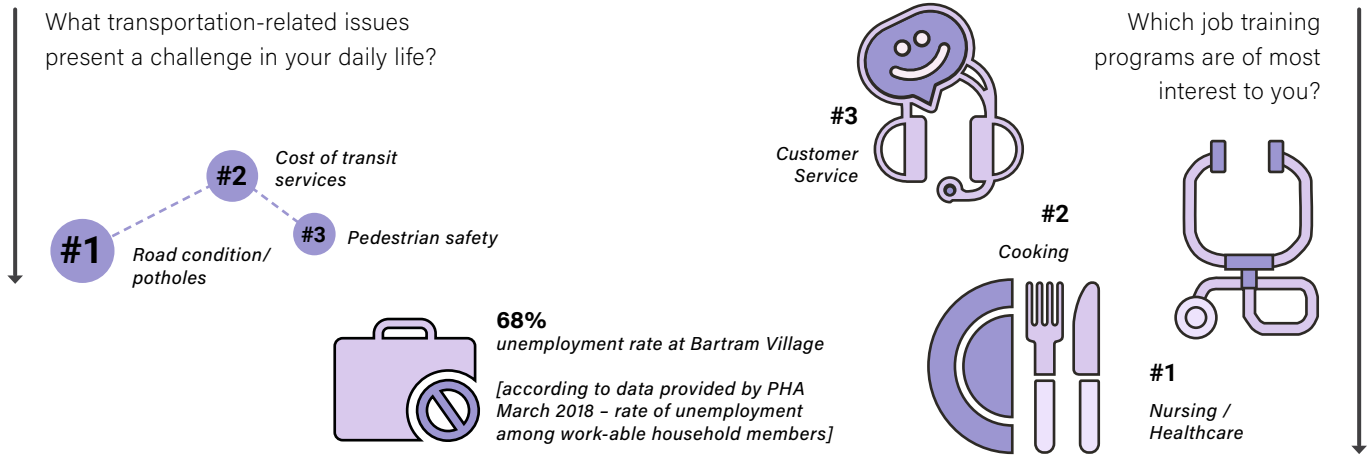 What transportation-related issues
present a challenge in your daily life?
#1
Road condition/
potholes
#2
Cost of transit
services
#3
Pedestrian safety
68%
unemployment rate at Bartram Village
[according to data provided by PHA
March 2018 – rate of unemployment
among work-able household members]
Which job training
programs are of most
interest to you?
#3
Customer
Service
#2
Cooking
#1
Nursing /
Healthcare